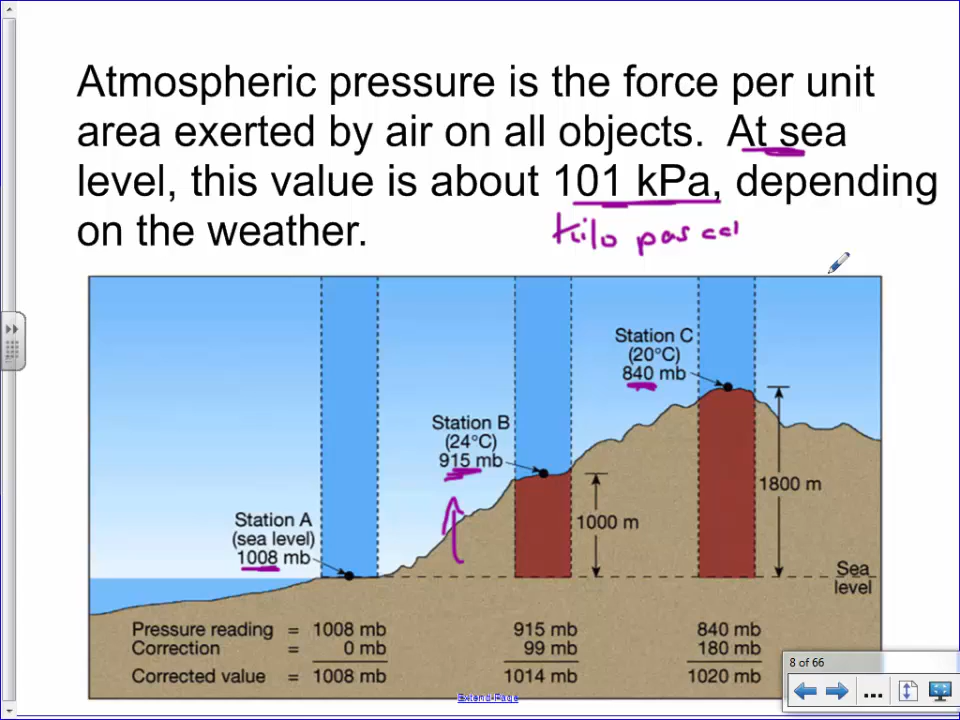 Atmospheric pressure is the force per unit
area exerted by air on all objects. At sea
level, this value is about 101 kPa, depending
on the weather.
kilo pascal
Station C
(20°C)
840 mb
Station B
(24°C)
915 mb
1800 m
Station A
(sea level)
1008 mb
1000 m
Sea
level
Pressure reading = 1008 mb 915 mb 840 mb
Correction = 0 mb 99 mb 180 mb
Corrected value = 1008 mb 1014 mb 1020 mb
8 of 66
Extend Page